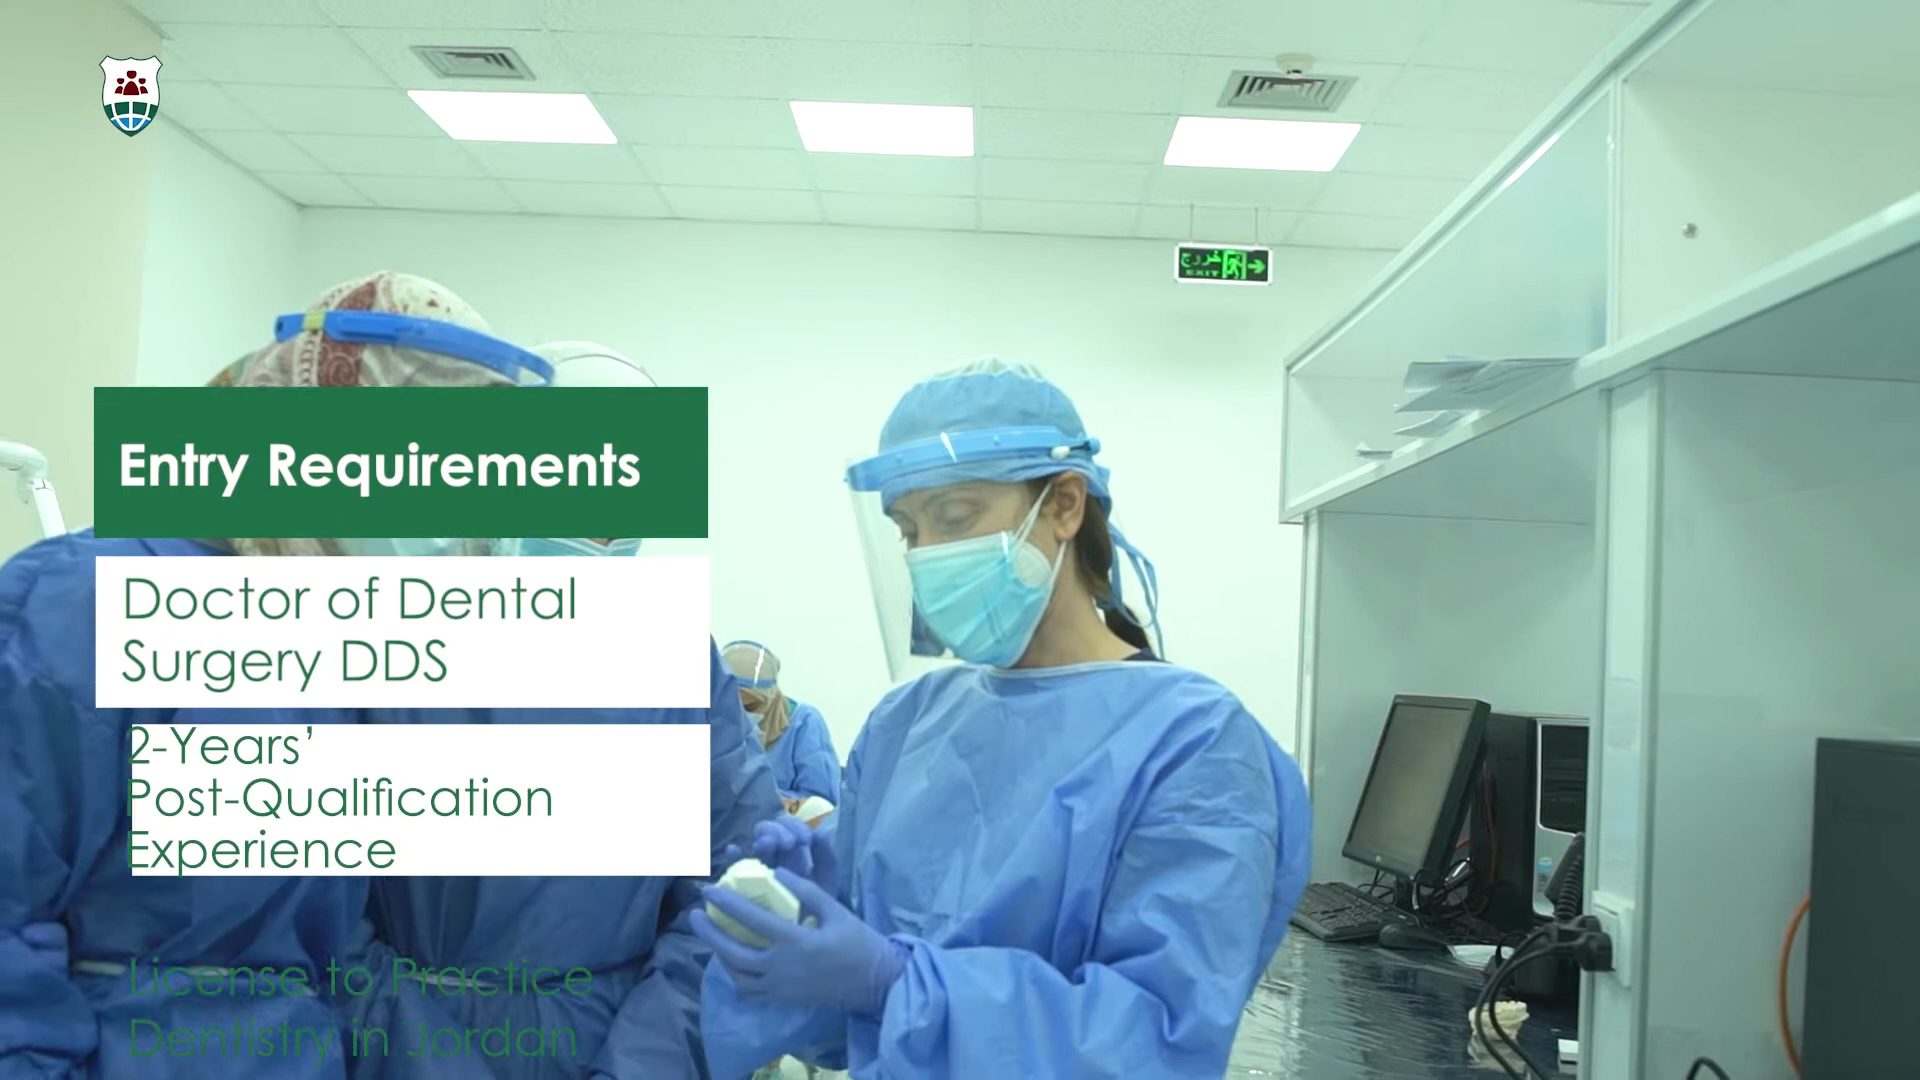 خروج
EXIT
Entry Requirements
Doctor of Dental
Surgery DDS
2-Years’
Post-Qualification
Experience
License to Practice
Dentistry in Jordan